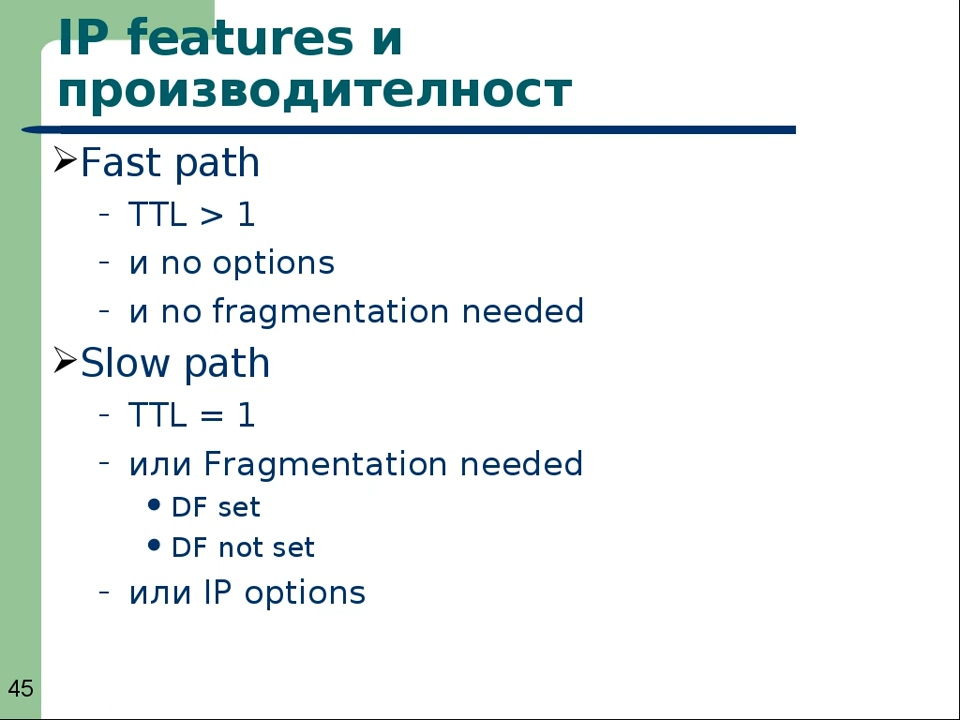 IP features и
производителност
Fast path
– TTL > 1
– и no options
– и no fragmentation needed
Slow path
– TTL = 1
– или Fragmentation needed
DF set
DF not set
– или IP options
45